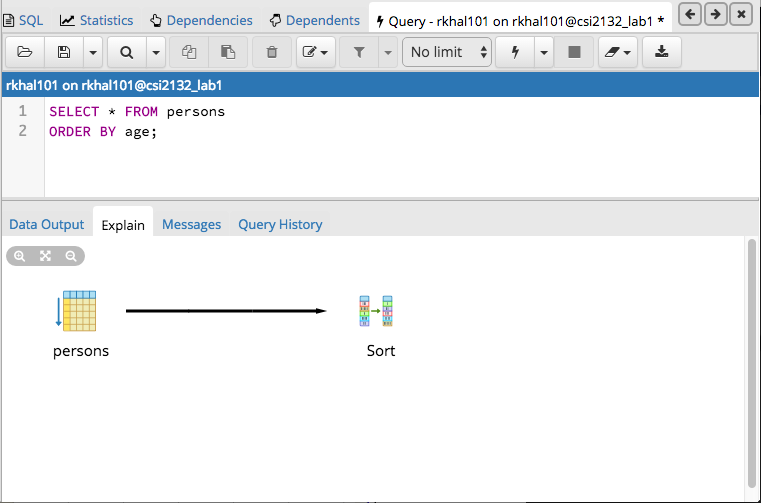 SQL Statistics Dependencies Dependents Query - rkhal101 on rkhal101@csi2132_lab1 *
No limit
rkhal101 on rkhal101@csi2132_lab1
1 SELECT * FROM persons
2 ORDER BY age;
Data Output Explain Messages Query History
persons Sort